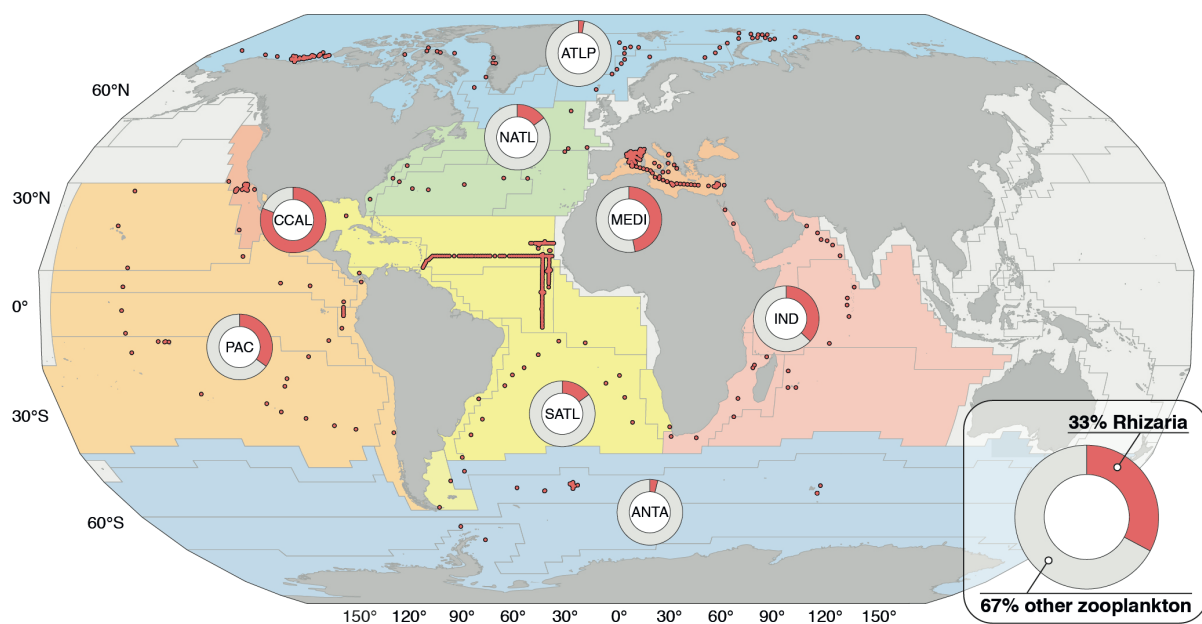 ATLP
60°N
NATL
30°N
CCAL
MEDI
0°
IND
PAC
30°S
SATL
33% Rhizaria
ANTA
60°S
67% other zooplankton
150° 120° 90° 60° 30° 0° 30° 60° 90° 120° 150°